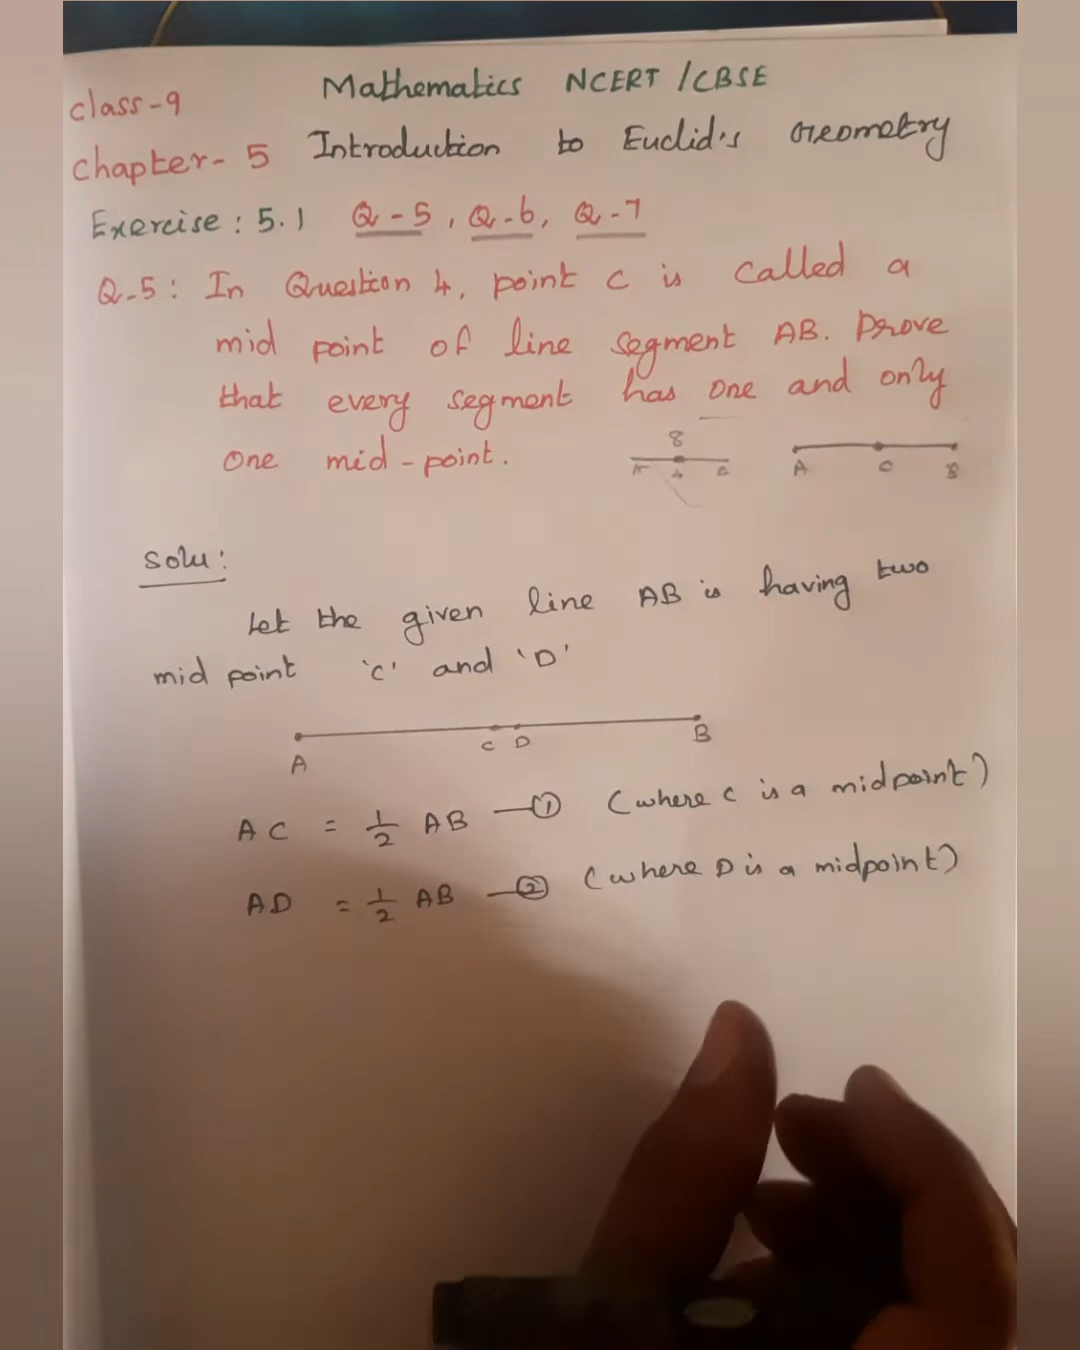 Mathematics NCERT / CBSE
class-9
chapter-5 Introduction to Euclid's Geometry
Exercise: 5.1 Q-5, Q-6, Q-7
Q-5: In Question 4, point C is called a
mid point of line segment AB. Prove
that every segment has one and only
one mid-point.
8
4
A C B
Solu:
Let the given line AB is having two
mid point 'C' and 'D'
A C D B
AC = 1/2 AB —① (where C is a midpoint)
AD = 1/2 AB —② (where D is a midpoint)